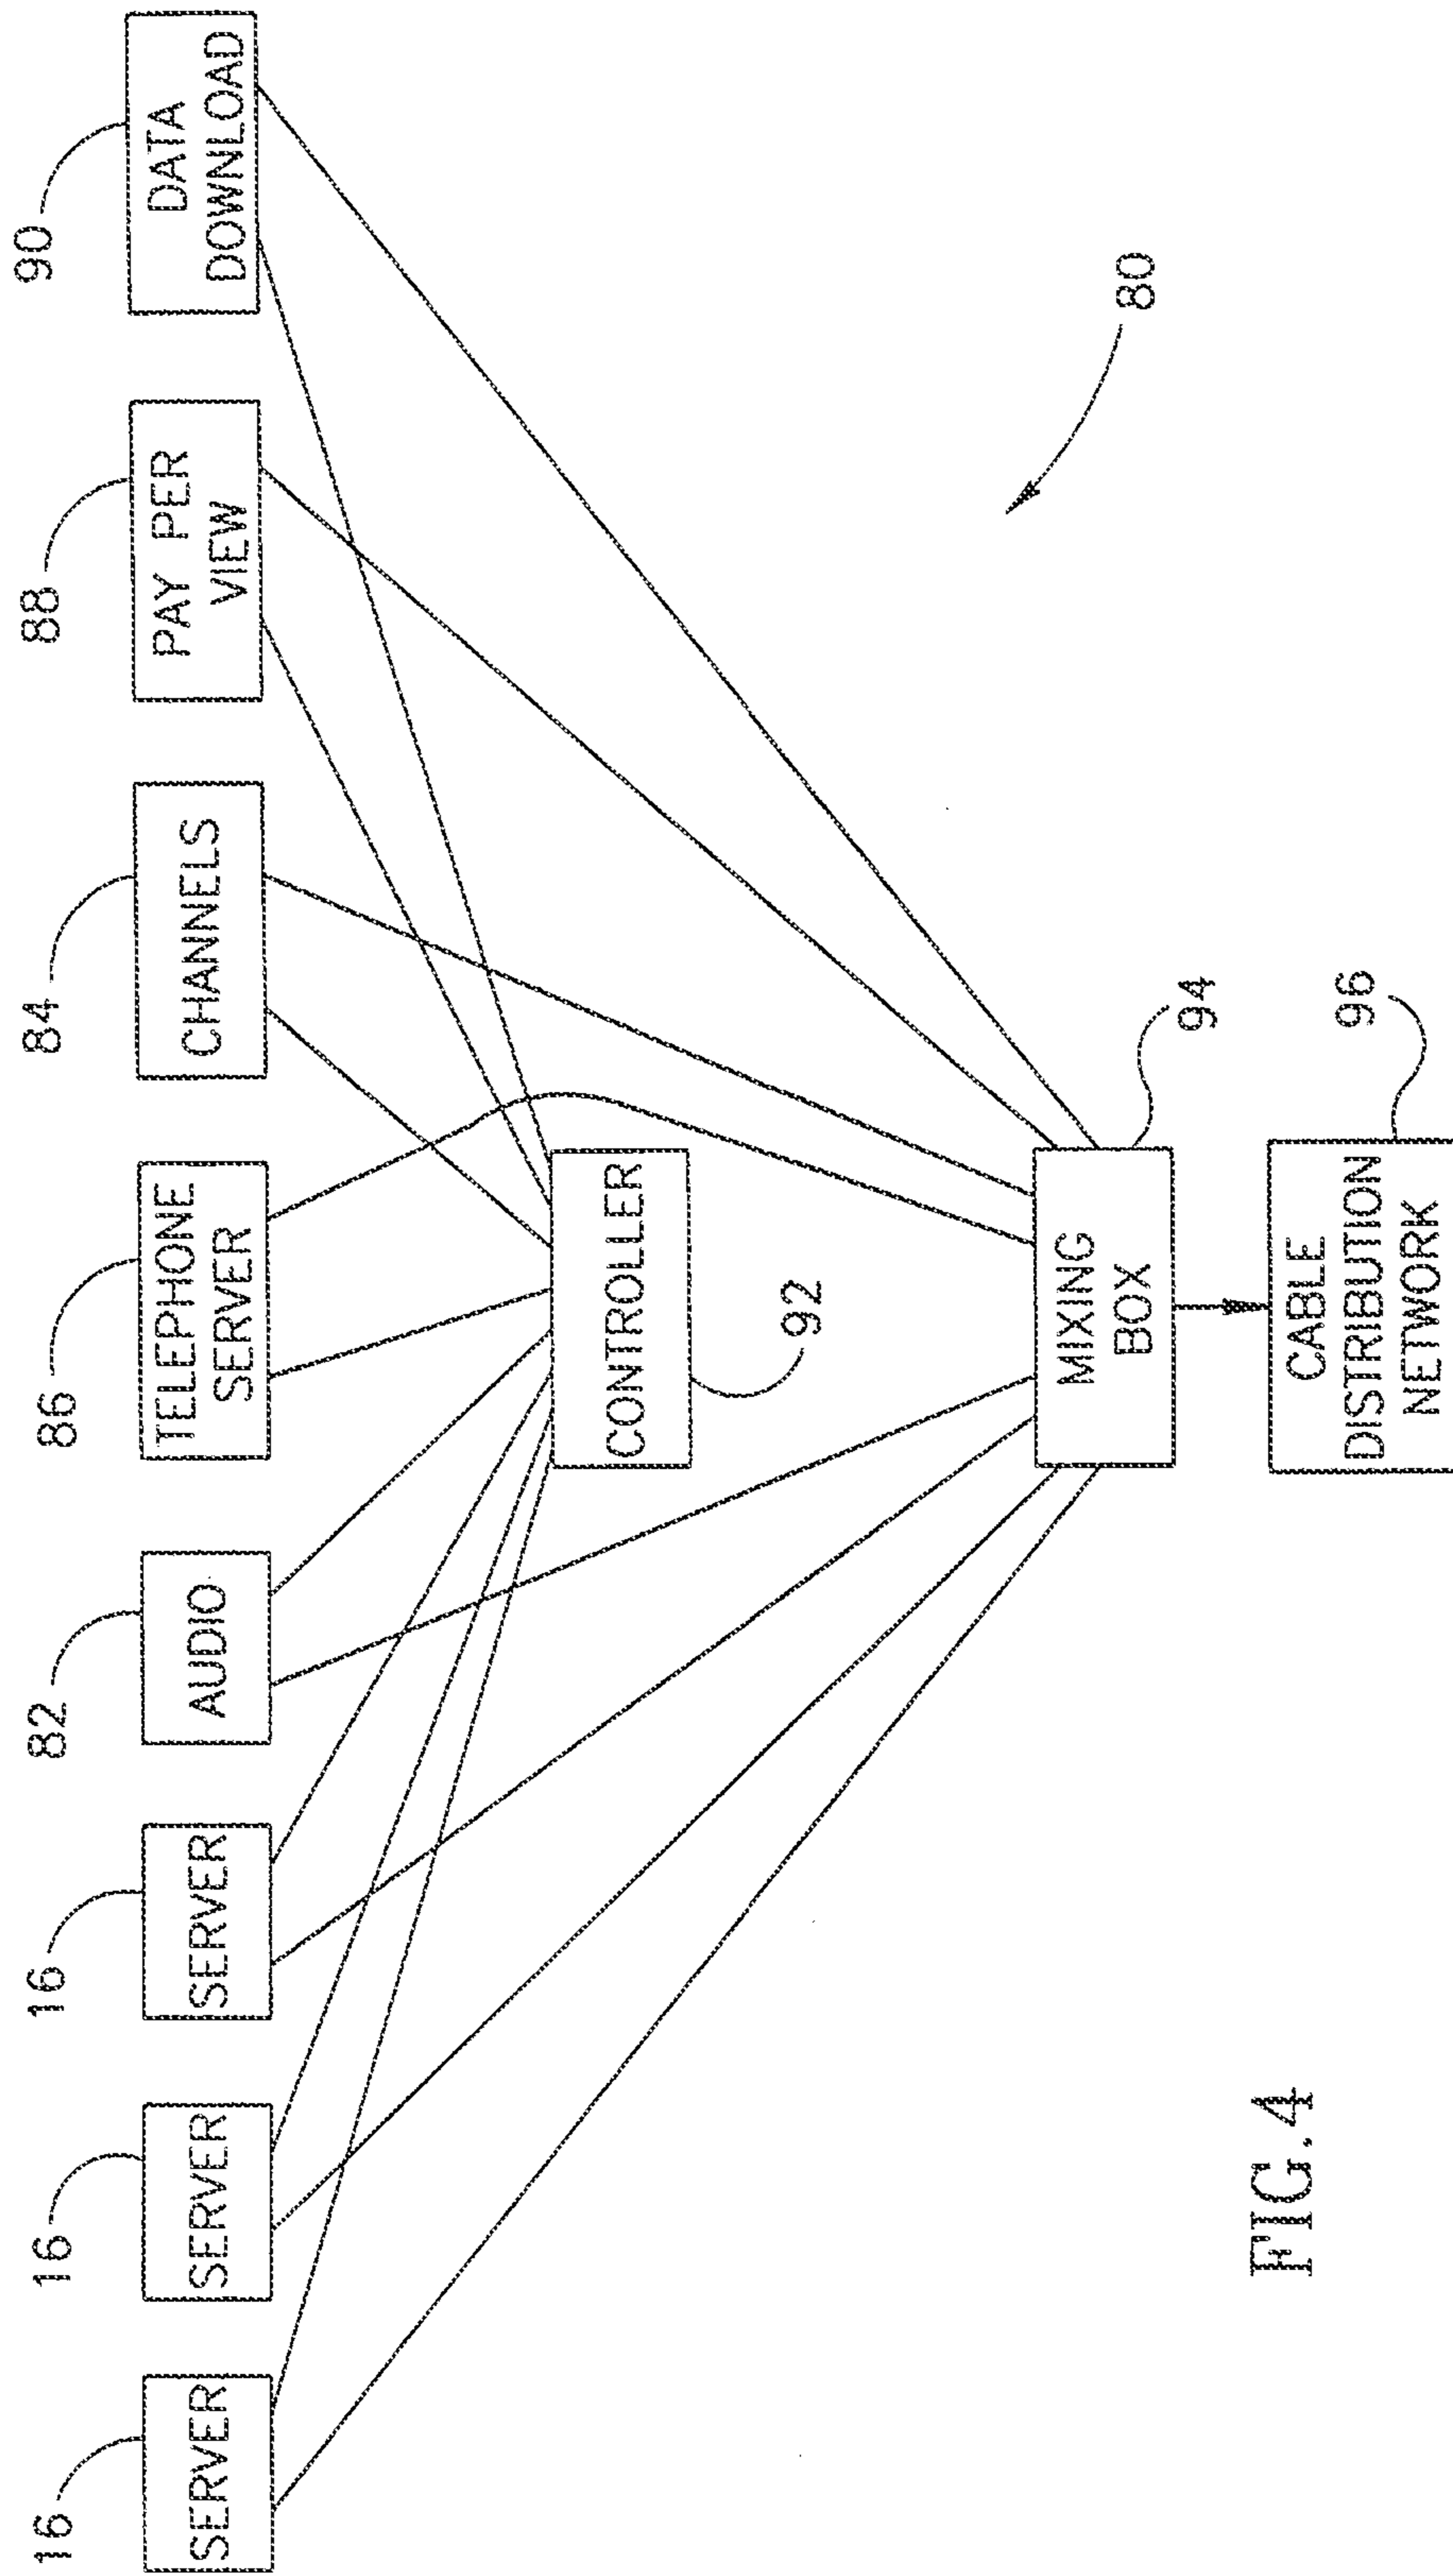 16
16
16
82
86
84
88
90
SERVER
SERVER
SERVER
AUDIO
TELEPHONE
SERVER
CHANNELS
PAY PER
VIEW
DATA
DOWNLOAD
CONTROLLER
92
80
MIXING
BOX
94
CABLE
DISTRIBUTION
NETWORK
96
FIG.4